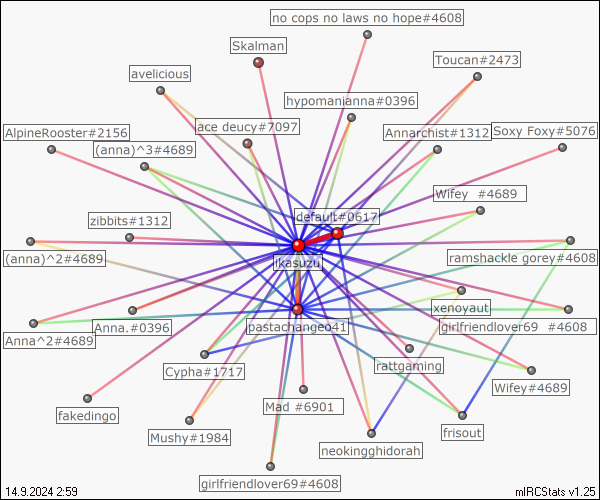 no cops no laws no hope#4608
Skalman
Toucan#2473
avelicious
hypomanianna#0396
ace deucy#7097
AlpineRooster#2156
Annarchist#1312
Soxy Foxy#5076
(anna)^3#4689
Wifey #4689
default#0617
zibbits#1312
(anna)^2#4689
ikasuzu
ramshackle gorey#4608
xenoyaut
Anna.#0396
pastachangeo41
girlfriendlover69 #4608
Anna^2#4689
Cypha#1717
rattgaming
Wifey#4689
Mad #6901
fakedingo
Mushy#1984
frisout
neokingghidorah
girlfriendlover69#4608
14.9.2024 2:59
mIRCStats v1.25